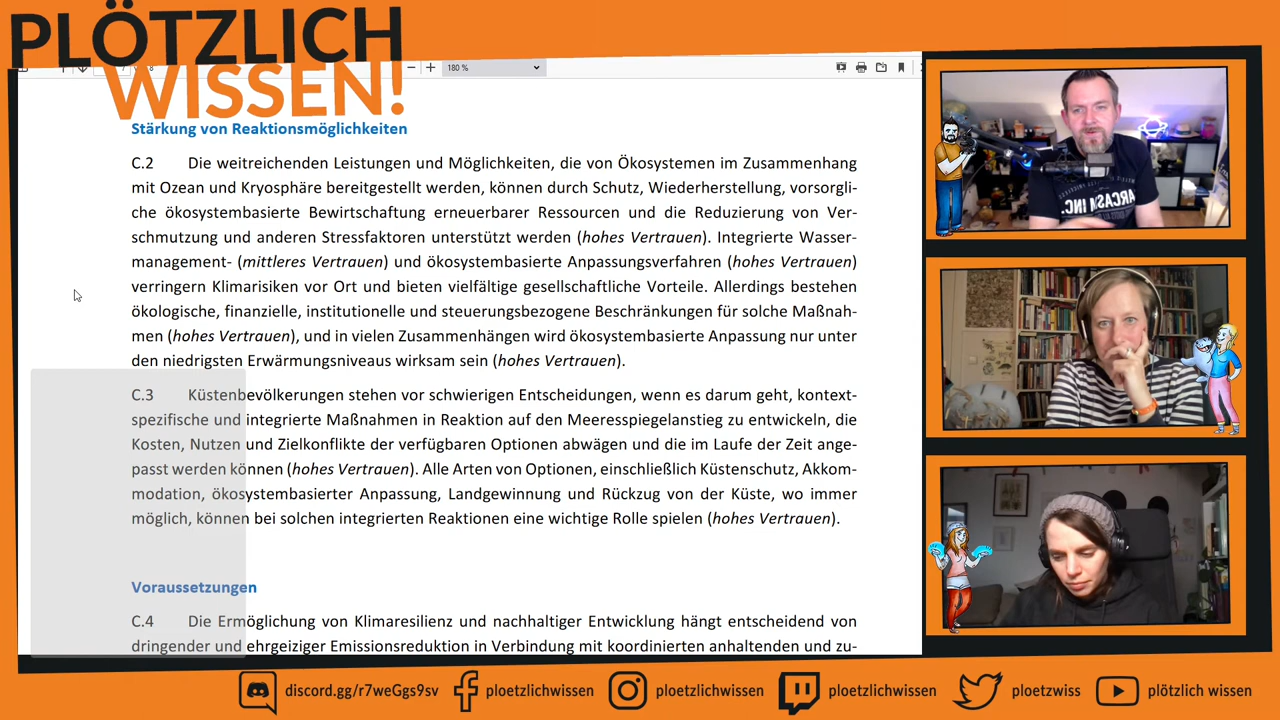 PLÖTZLICH
WISSEN!
180 %
Stärkung von Reaktionsmöglichkeiten
C.2 Die weitreichenden Leistungen und Möglichkeiten, die von Ökosystemen im Zusammenhang
mit Ozean und Kryosphäre bereitgestellt werden, können durch Schutz, Wiederherstellung, vorsorgli-
che ökosystembasierte Bewirtschaftung erneuerbarer Ressourcen und die Reduzierung von Ver-
schmutzung und anderen Stressfaktoren unterstützt werden (hohes Vertrauen). Integrierte Wasser-
management- (mittleres Vertrauen) und ökosystembasierte Anpassungsverfahren (hohes Vertrauen)
verringern Klimarisiken vor Ort und bieten vielfältige gesellschaftliche Vorteile. Allerdings bestehen
ökologische, finanzielle, institutionelle und steuerungsbezogene Beschränkungen für solche Maßnah-
men (hohes Vertrauen), und in vielen Zusammenhängen wird ökosystembasierte Anpassung nur unter
den niedrigsten Erwärmungsniveaus wirksam sein (hohes Vertrauen).
C.3 Küstenbevölkerungen stehen vor schwierigen Entscheidungen, wenn es darum geht, kontext-
spezifische und integrierte Maßnahmen in Reaktion auf den Meeresspiegelanstieg zu entwickeln, die
Kosten, Nutzen und Zielkonflikte der verfügbaren Optionen abwägen und die im Laufe der Zeit ange-
passt werden können (hohes Vertrauen). Alle Arten von Optionen, einschließlich Küstenschutz, Akkom-
modation, ökosystembasierter Anpassung, Landgewinnung und Rückzug von der Küste, wo immer
möglich, können bei solchen integrierten Reaktionen eine wichtige Rolle spielen (hohes Vertrauen).
Voraussetzungen
C.4 Die Ermöglichung von Klimaresilienz und nachhaltiger Entwicklung hängt entscheidend von
dringender und ehrgeiziger Emissionsreduktion in Verbindung mit koordinierten anhaltenden und zu-
SARCASM INC.
discord.gg/r7weGgs9sv
ploetzlichwissen
ploetzlichwissen
ploetzlichwissen
ploetzwiss
plötzlich wissen